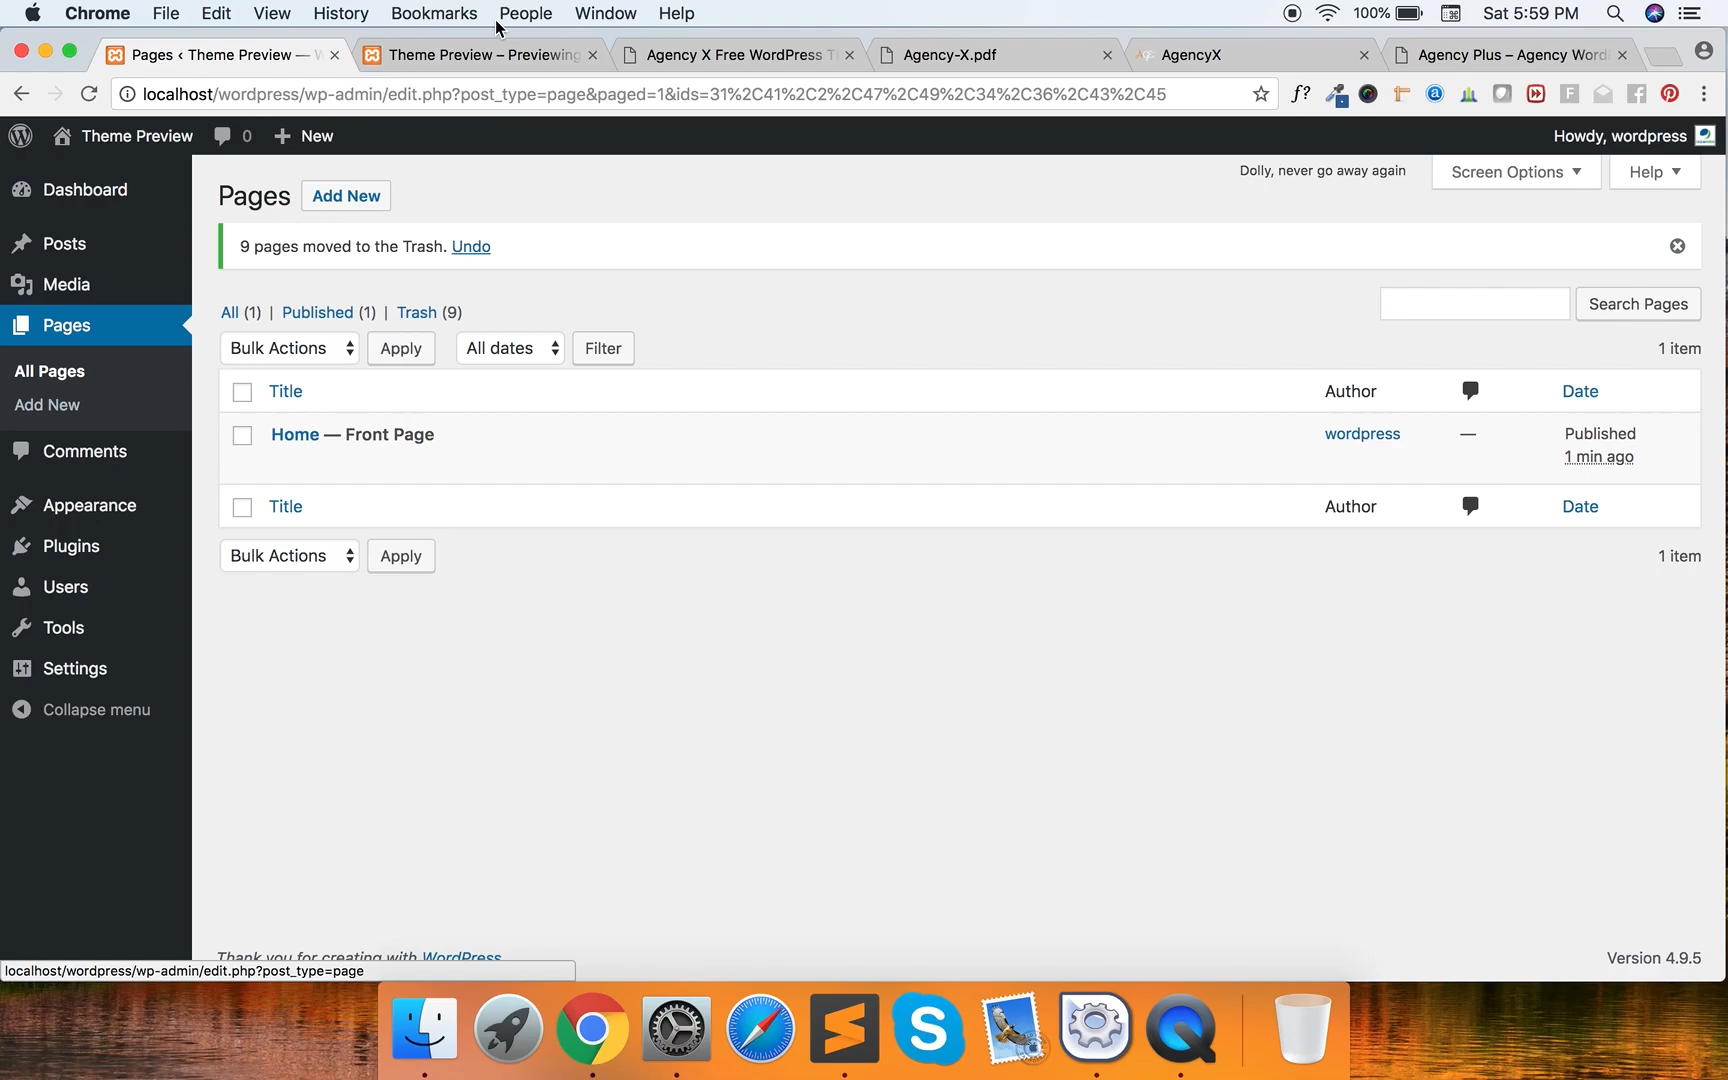 Chrome File Edit View History Bookmarks People Window Help 100% Sat 5:59 PM
Pages ‹ Theme Preview — W Theme Preview – Previewing Agency X Free WordPress T Agency-X.pdf AgencyX Agency Plus – Agency Word
localhost/wordpress/wp-admin/edit.php?post_type=page&paged=1&ids=31%2C41%2C2%2C47%2C49%2C34%2C36%2C43%2C45 f?
Theme Preview 0 New Howdy, wordpress
Dashboard
Posts
Media
Pages
All Pages
Add New
Comments
Appearance
Plugins
Users
Tools
Settings
Collapse menu
Dolly, never go away again Screen Options Help
Pages Add New
9 pages moved to the Trash. Undo
All (1) | Published (1) | Trash (9)
Search Pages
Bulk Actions Apply All dates Filter 1 item
Title Author Date
Home — Front Page wordpress — Published
1 min ago
Title Author Date
Bulk Actions Apply 1 item
Thank you for creating with WordPress Version 4.9.5
localhost/wordpress/wp-admin/edit.php?post_type=page